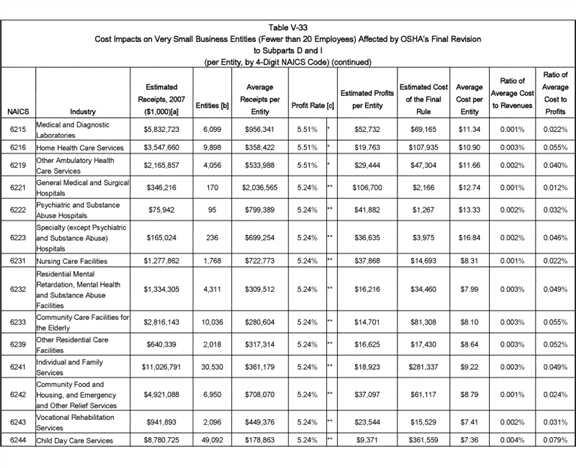 Table V-33
Cost Impacts on Very Small Business Entities (Fewer than 20 Employees) Affected by OSHA's Final Revision
to Subparts D and I
(per Entity, by 4-Digit NAICS Code) (continued)
NAICS | Industry | Estimated Receipts, 2007 ($1,000)[a] | Entities [b] | Average Receipts per Entity | Profit Rate [c] | Estimated Profits per Entity | Estimated Cost of the Final Rule | Average Cost per Entity | Ratio of Average Cost to Revenues | Ratio of Average Cost to Profits
6215 | Medical and Diagnostic Laboratories | $5,832,723 | 6,099 | $956,341 | 5.51% | * | $52,732 | $69,165 | $11.34 | 0.001% | 0.022%
6216 | Home Health Care Services | $3,547,660 | 9,898 | $358,422 | 5.51% | * | $19,763 | $107,935 | $10.90 | 0.003% | 0.055%
6219 | Other Ambulatory Health Care Services | $2,165,857 | 4,056 | $533,988 | 5.51% | * | $29,444 | $47,304 | $11.66 | 0.002% | 0.040%
6221 | General Medical and Surgical Hospitals | $346,216 | 170 | $2,036,565 | 5.24% | ** | $106,700 | $2,166 | $12.74 | 0.001% | 0.012%
6222 | Psychiatric and Substance Abuse Hospitals | $75,942 | 95 | $799,389 | 5.24% | ** | $41,882 | $1,267 | $13.33 | 0.002% | 0.032%
6223 | Specialty (except Psychiatric and Substance Abuse) Hospitals | $165,024 | 236 | $699,254 | 5.24% | ** | $36,635 | $3,975 | $16.84 | 0.002% | 0.046%
6231 | Nursing Care Facilities | $1,277,862 | 1,768 | $722,773 | 5.24% | ** | $37,868 | $14,693 | $8.31 | 0.001% | 0.022%
6232 | Residential Mental Retardation, Mental Health and Substance Abuse Facilities | $1,334,305 | 4,311 | $309,512 | 5.24% | ** | $16,216 | $34,460 | $7.99 | 0.003% | 0.049%
6233 | Community Care Facilities for the Elderly | $2,816,143 | 10,036 | $280,604 | 5.24% | ** | $14,701 | $81,308 | $8.10 | 0.003% | 0.055%
6239 | Other Residential Care Facilities | $640,339 | 2,018 | $317,314 | 5.24% | ** | $16,625 | $17,430 | $8.64 | 0.003% | 0.052%
6241 | Individual and Family Services | $11,026,791 | 30,530 | $361,179 | 5.24% | ** | $18,923 | $281,337 | $9.22 | 0.003% | 0.049%
6242 | Community Food and Housing, and Emergency and Other Relief Services | $4,921,088 | 6,950 | $708,070 | 5.24% | ** | $37,097 | $61,117 | $8.79 | 0.001% | 0.024%
6243 | Vocational Rehabilitation Services | $941,893 | 2,096 | $449,376 | 5.24% | ** | $23,544 | $15,529 | $7.41 | 0.002% | 0.031%
6244 | Child Day Care Services | $8,780,725 | 49,092 | $178,863 | 5.24% | ** | $9,371 | $361,559 | $7.36 | 0.004% | 0.079%